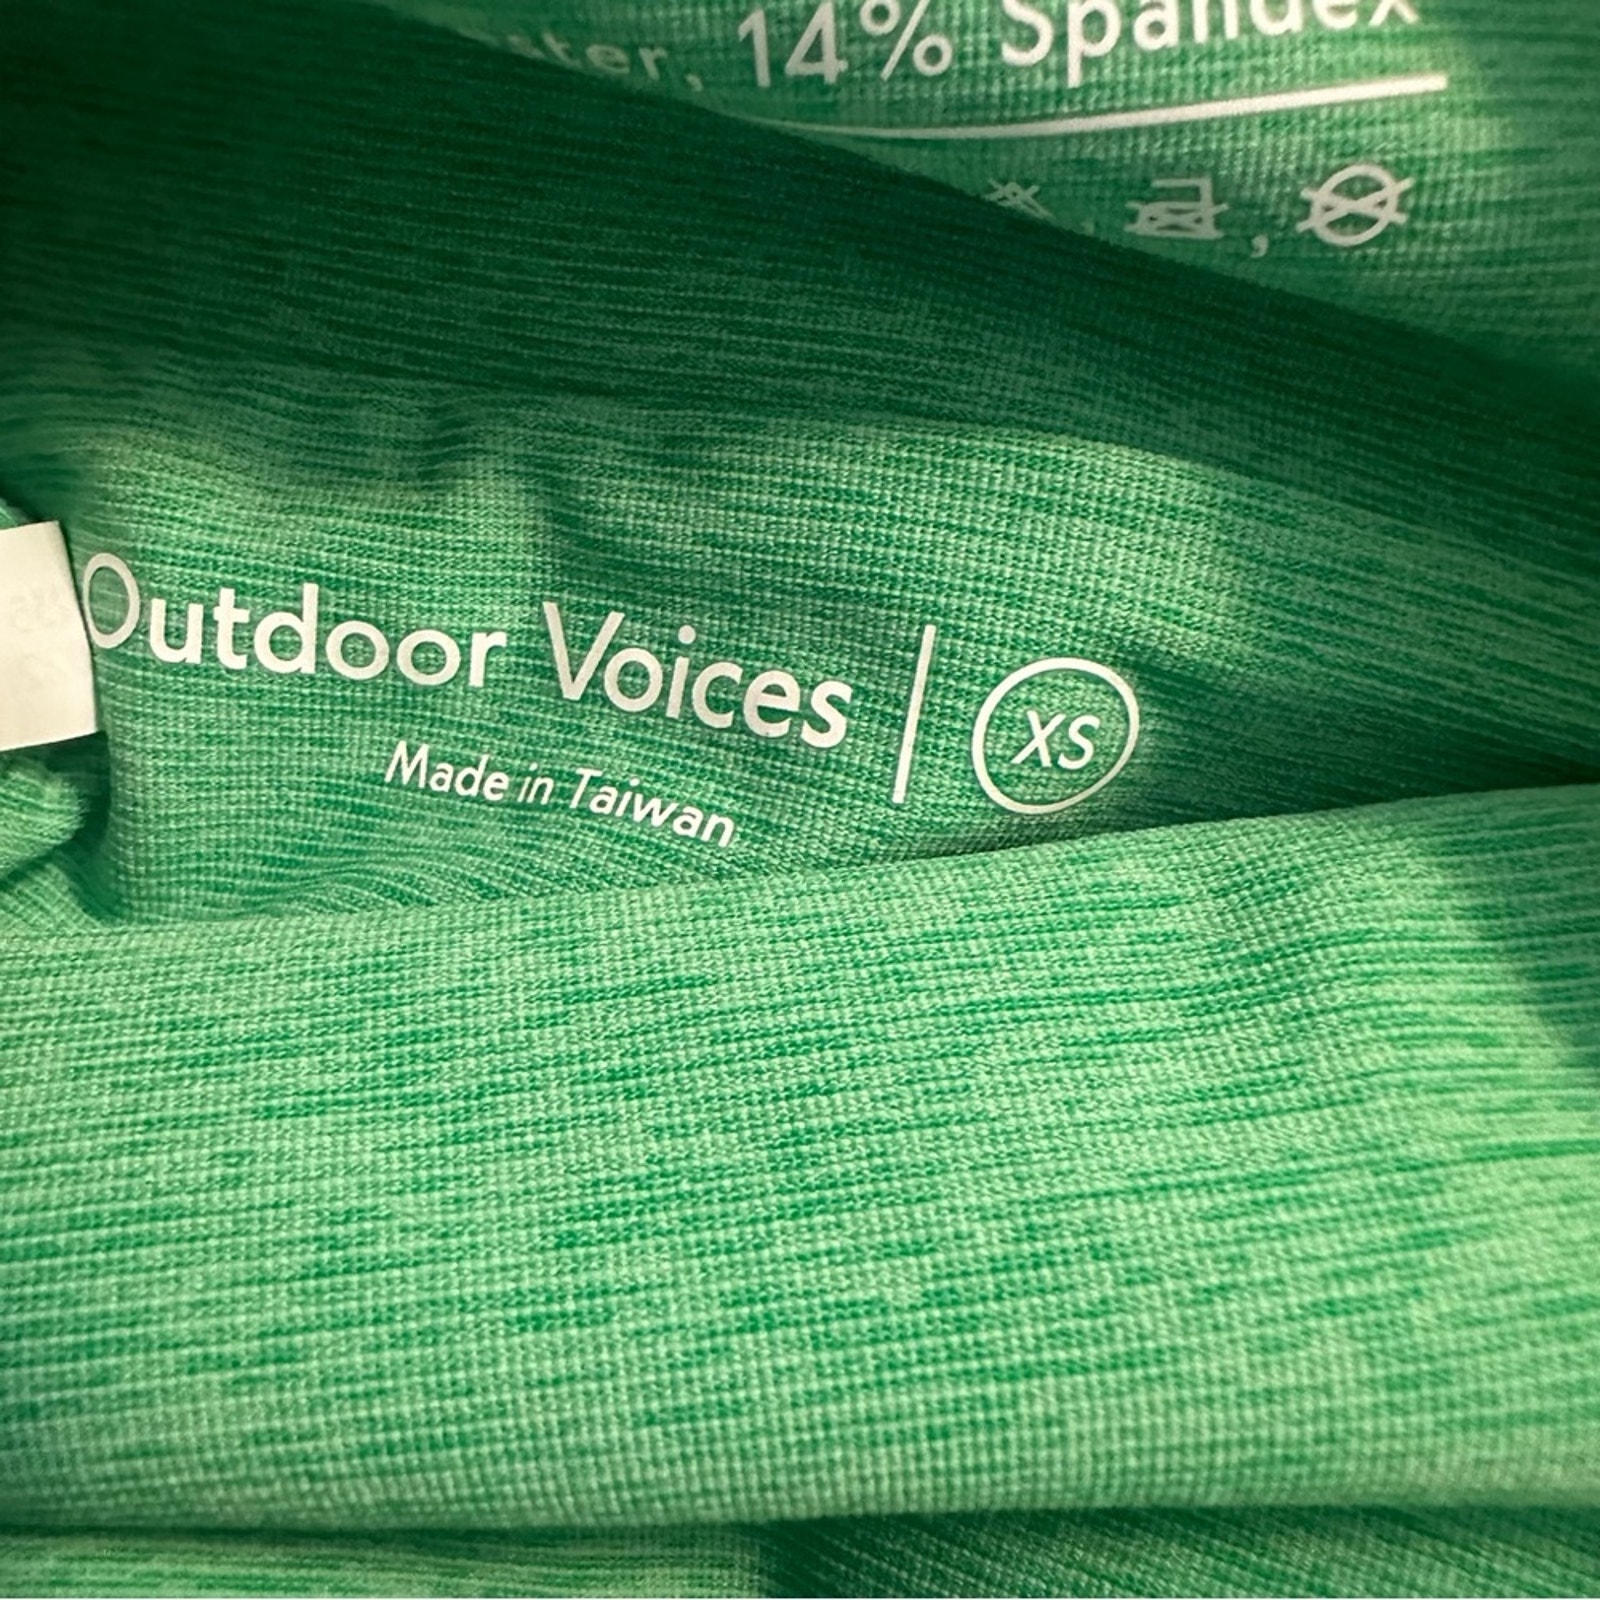 14% Spandex
Outdoor Voices | XS
Made in Taiwan